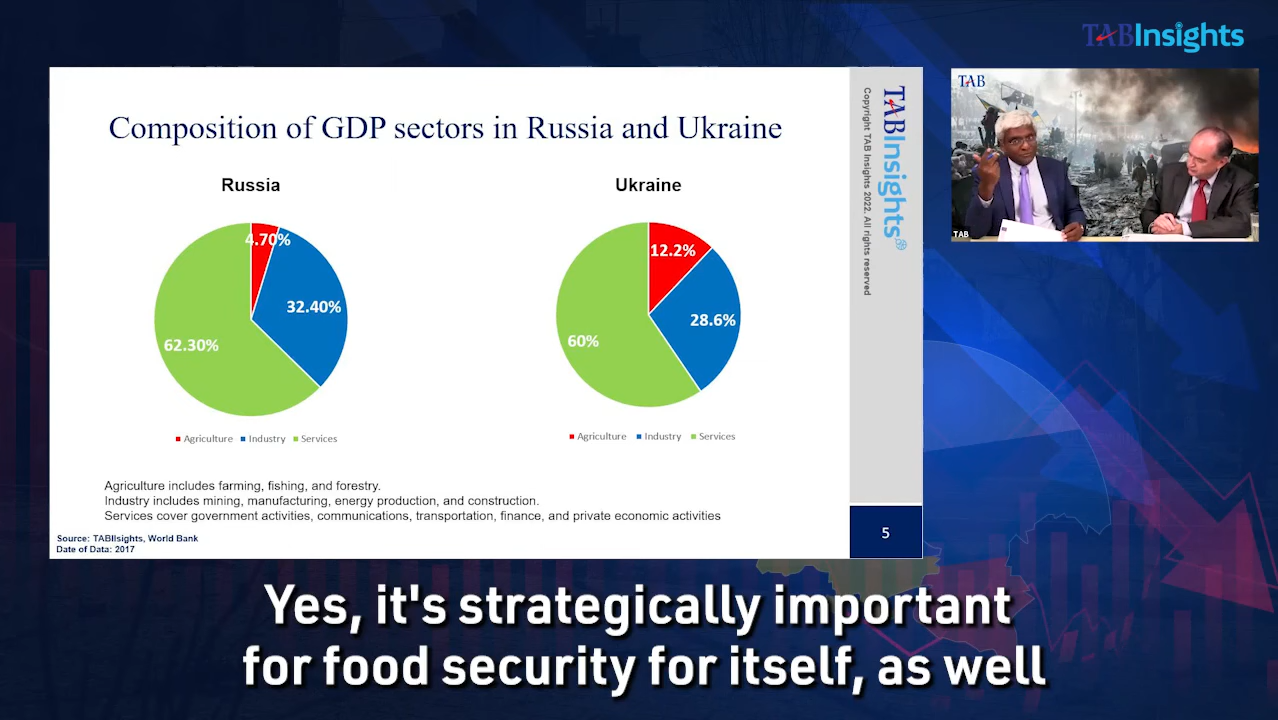 TABInsights
Composition of GDP sectors in Russia and Ukraine
Russia
4.70%
32.40%
62.30%
Agriculture Industry Services
Ukraine
12.2%
28.6%
60%
Agriculture Industry Services
Agriculture includes farming, fishing, and forestry.
Industry includes mining, manufacturing, energy production, and construction.
Services cover government activities, communications, transportation, finance, and private economic activities
Source: TABIIsights, World Bank
Date of Data: 2017
TABInsights
Copyright TAB Insights 2022. All rights reserved
5
TAB
TAB
Yes, it's strategically important
for food security for itself, as well